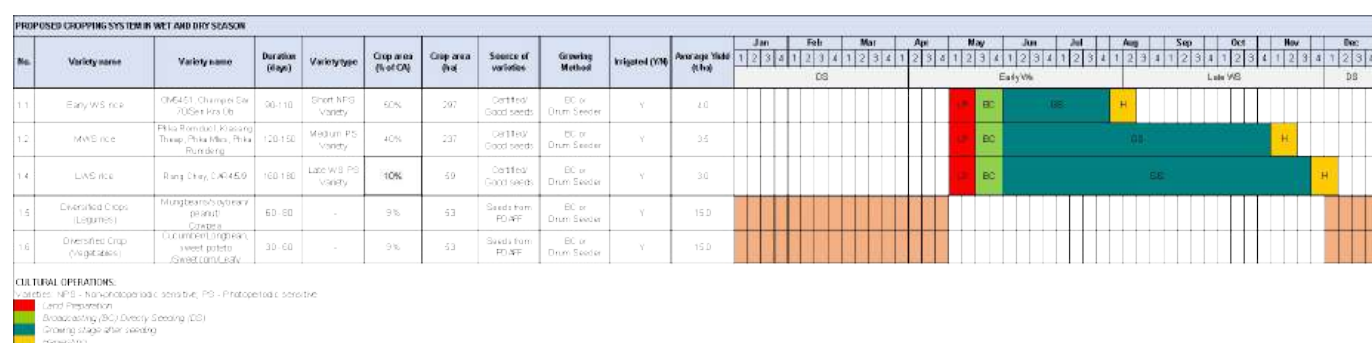 PROPOSED CROPPING SYSTEM IN WET AND DRY SEASON
No. Variety name Variety name Duration (days) Variety type Crop area (% of CA) Crop area (ha) Source of varieties Growing Method Irrigated (Y/N) Average Yield (t/ha) Jan Feb Mar Apr May Jun Jul Aug Sep Oct Nov Dec
DS Early WS Late WS DS
1.1 Early WS rice 90-110 Short NPS Variety 50% 297 Certified/ Good seeds BC or Drum Seeder Y 4.0 LP BC GS H
1.2 MWS rice 120-150 Medium PS Variety 40% 237 Certified/ Good seeds BC or Drum Seeder Y 3.5 LP BC GS H
1.4 LWS rice 160-180 Late WS PS Variety 10% 59 Certified/ Good seeds BC or Drum Seeder Y 3.0 LP BC GS H
1.5 Diversified Crops (Legumes) Mungbeans/soybean/ peanut/ Cowpea 60-80 - 9% 53 Seeds from BC or Drum Seeder Y 15.0
1.6 Diversified Crop (Vegetables) sweet potato 30-60 - 9% 53 Seeds from BC or Drum Seeder Y 15.0
CULTURAL OPERATIONS:
Varieties: NPS - Non-photoperiodic sensitive, PS - Photoperiodic sensitive
Land Preparation
Broadcasting (BC) Directly Seeding (DS)
Growing stage after seeding